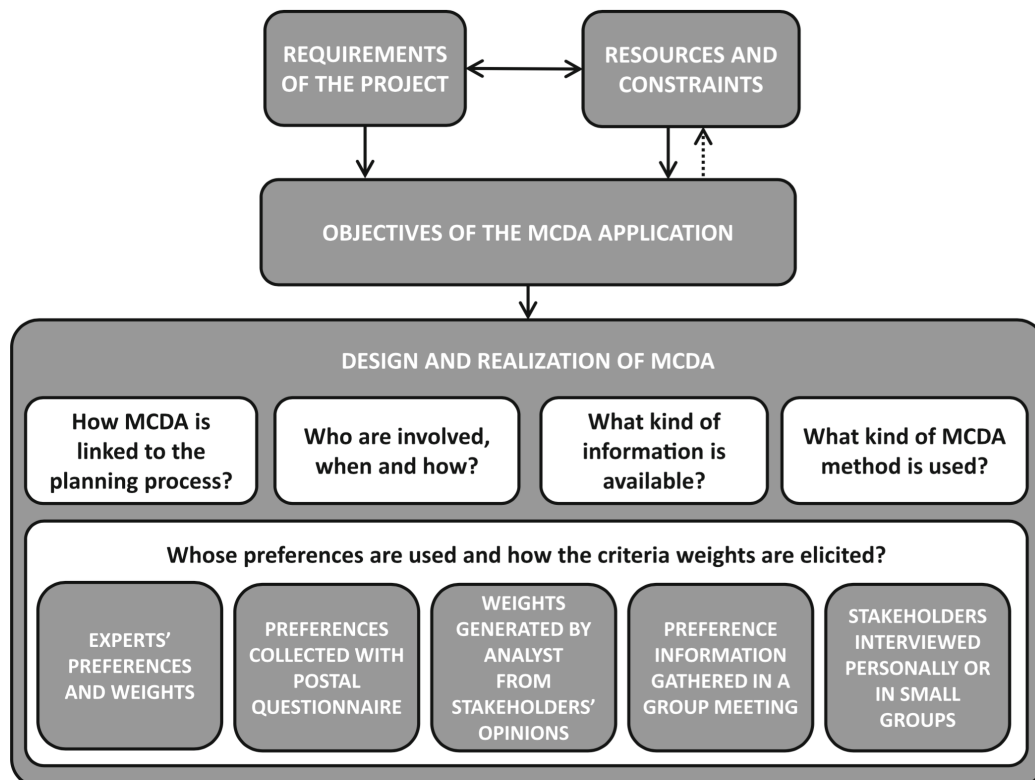 REQUIREMENTS
OF THE PROJECT
RESOURCES AND
CONSTRAINTS
OBJECTIVES OF THE MCDA APPLICATION
DESIGN AND REALIZATION OF MCDA
How MCDA is
linked to the
planning process?
Who are involved,
when and how?
What kind of
information is
available?
What kind of MCDA
method is used?
Whose preferences are used and how the criteria weights are elicited?
EXPERTS’
PREFERENCES
AND WEIGHTS
PREFERENCES
COLLECTED WITH
POSTAL
QUESTIONNAIRE
WEIGHTS
GENERATED BY
ANALYST
FROM
STAKEHOLDERS’
OPINIONS
PREFERENCE
INFORMATION
GATHERED IN A
GROUP MEETING
STAKEHOLDERS
INTERVIEWED
PERSONALLY OR
IN SMALL
GROUPS